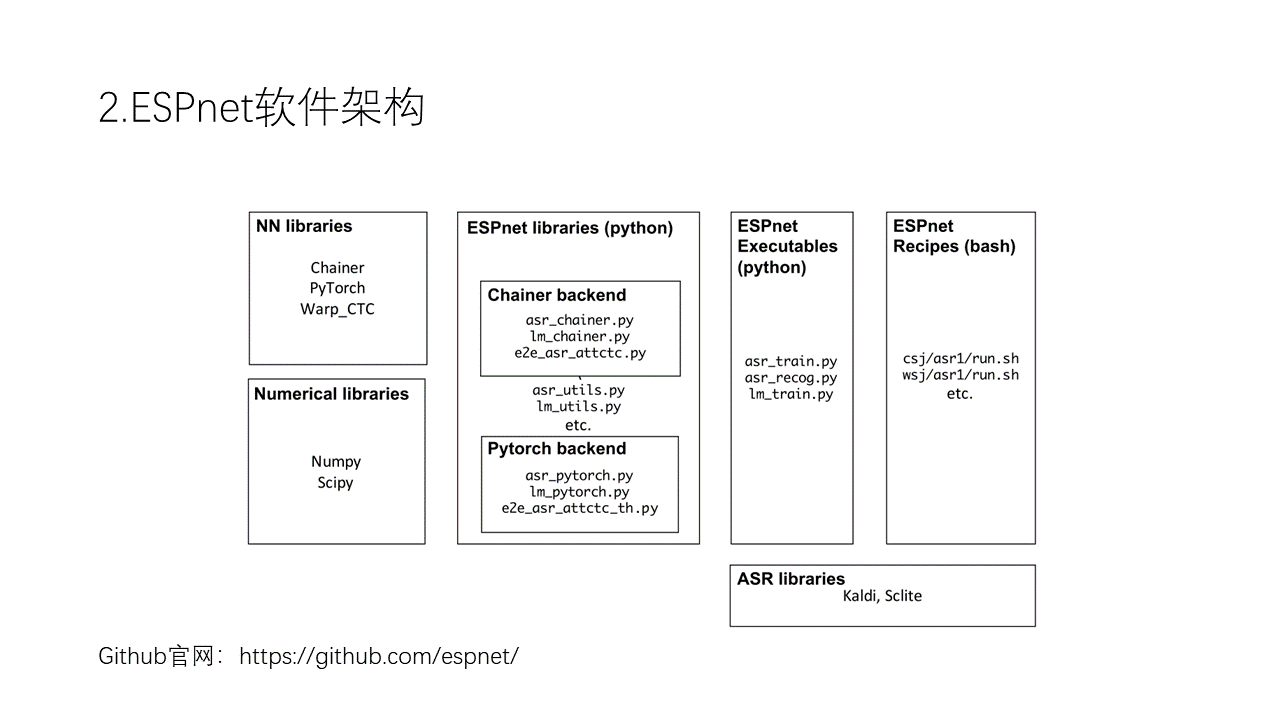 2.ESPnet软件架构
NN libraries
Chainer
PyTorch
Warp_CTC
Numerical libraries
Numpy
Scipy
ESPnet libraries (python)
Chainer backend
asr_chainer.py
lm_chainer.py
e2e_asr_attctc.py
asr_utils.py
lm_utils.py
etc.
Pytorch backend
asr_pytorch.py
lm_pytorch.py
e2e_asr_attctc_th.py
ESPnet
Executables
(python)
asr_train.py
asr_recog.py
lm_train.py
ESPnet
Recipes (bash)
csj/asr1/run.sh
wsj/asr1/run.sh
etc.
ASR libraries
Kaldi, Sclite
Github官网：https://github.com/espnet/